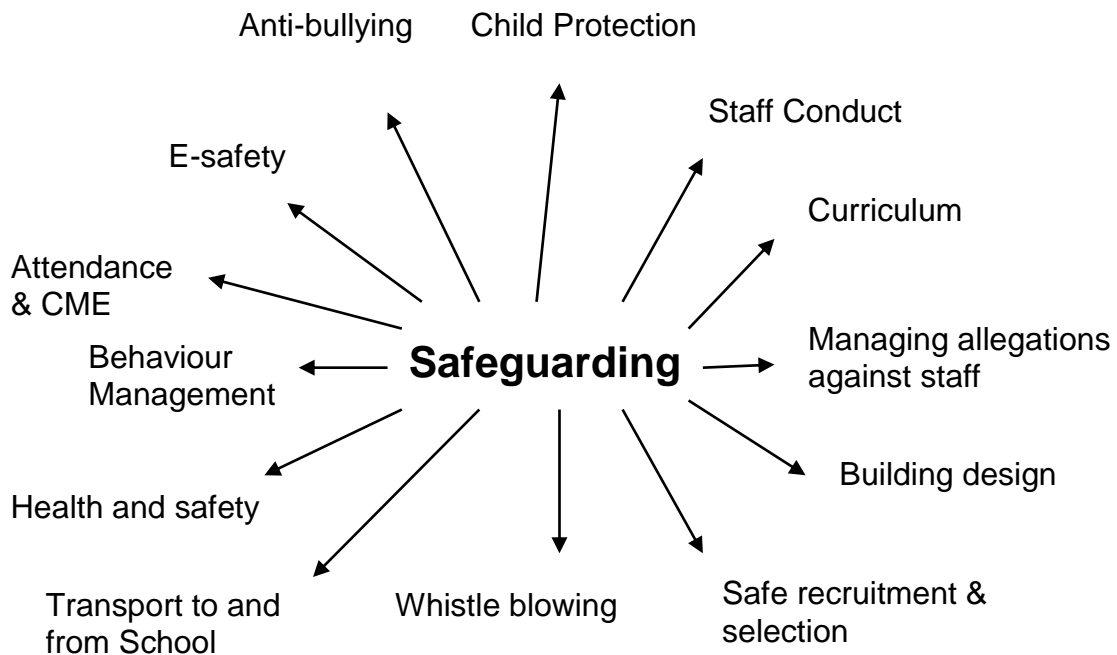 Anti-bullying
Child Protection
Staff Conduct
E-safety
Curriculum
Attendance
& CME
Managing allegations
against staff
Behaviour
Management
Safeguarding
Building design
Health and safety
Safe recruitment &
selection
Transport to and
from School
Whistle blowing